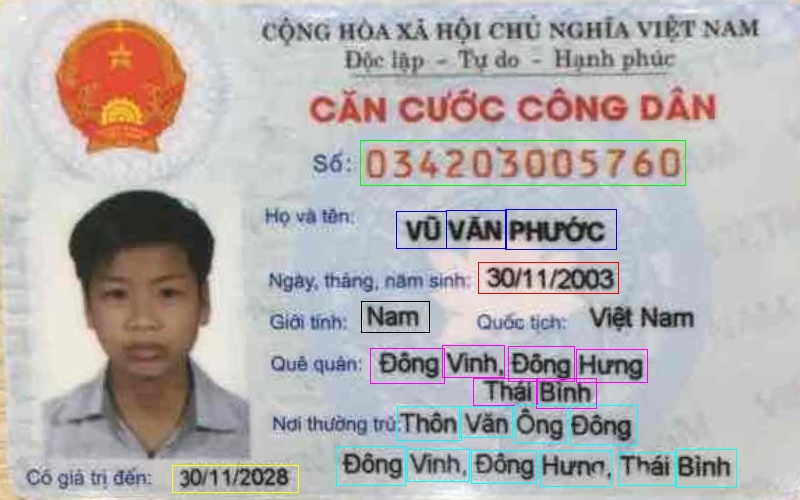 CỘNG HÒA XÃ HỘI CHỦ NGHĨA VIỆT NAM
Độc lập - Tự do - Hạnh phúc
CĂN CƯỚC CÔNG DÂN
Số: 034203005760
Họ và tên: VŨ VĂN PHƯỚC
Ngày, tháng, năm sinh: 30/11/2003
Giới tính: Nam Quốc tịch: Việt Nam
Quê quán: Đông Vinh, Đông Hưng
Thái Bình
Nơi thường trú: Thôn Văn Ông Đông
Đông Vinh, Đông Hưng, Thái Bình
Có giá trị đến: 30/11/2028